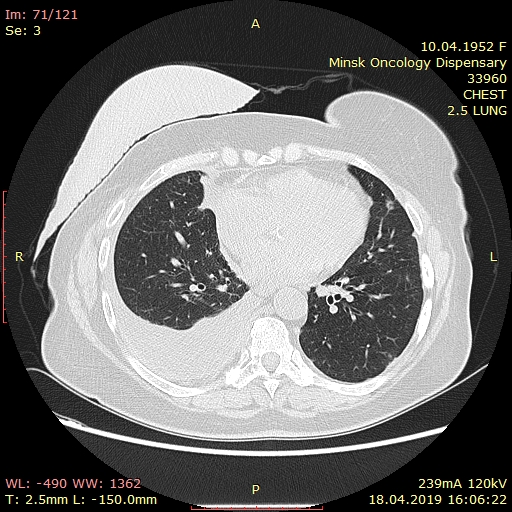 Im: 71/121
Se: 3
A
10.04.1952 F
Minsk Oncology Dispensary
33960
CHEST
2.5 LUNG
R
L
WL: -490 WW: 1362
T: 2.5mm L: -150.0mm
P
239mA 120kV
18.04.2019 16:06:22